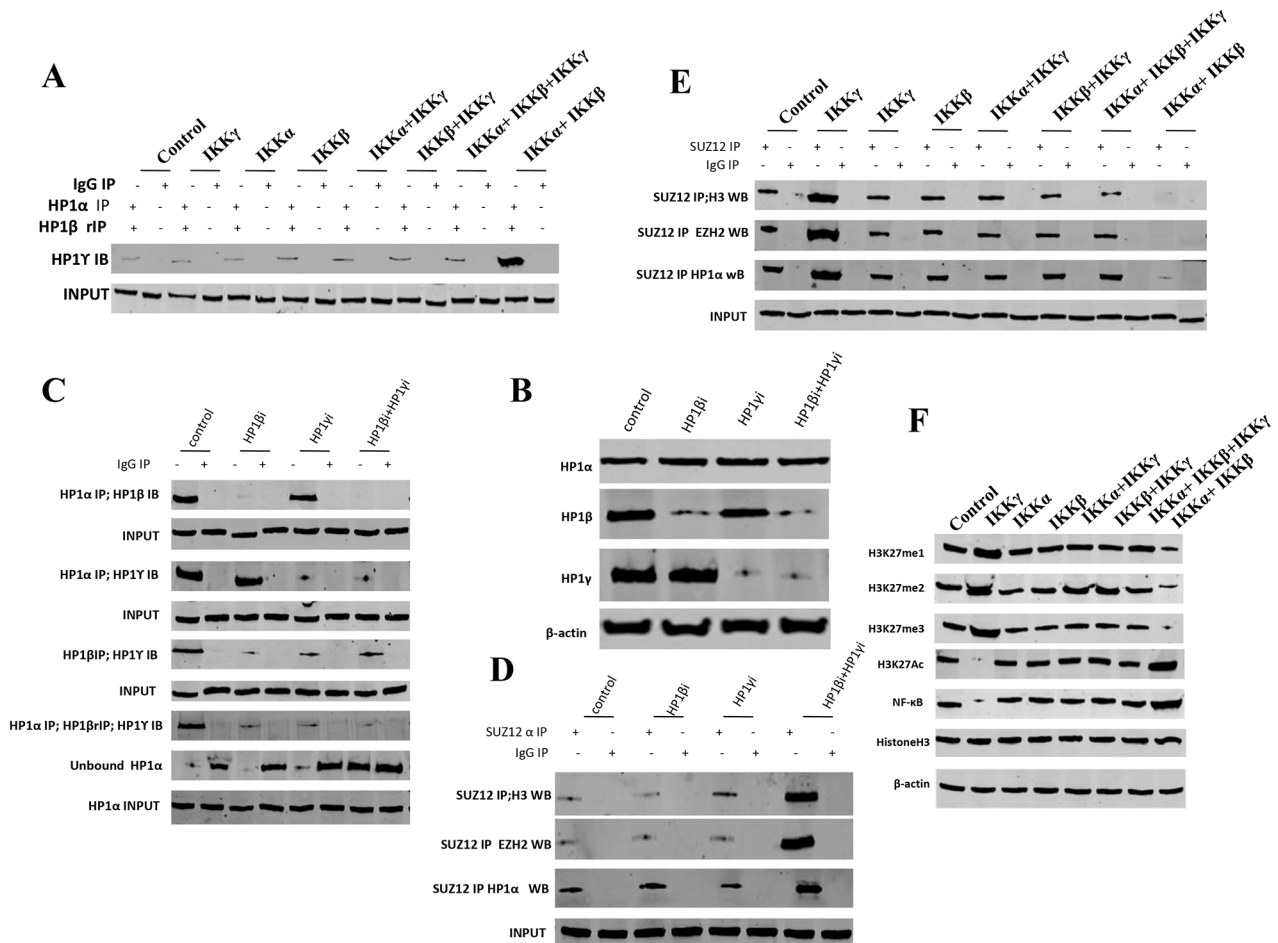 A
Control
IKKγ
IKKα
IKKβ
IKKα+IKKγ
IKKβ+IKKγ
IKKα+ IKKβ+IKKγ
IKKα+ IKKβ
IgG IP - + - + - + - + - + - + - + - +
HP1α IP + - + - + - + - + - + - + - + -
HP1β rIP + - + - + - + - + - + - + - + -
HP1ϒ IB
INPUT
E
Control
IKKγ
IKKγ
IKKβ
IKKα+IKKγ
IKKβ+IKKγ
IKKα+ IKKβ+IKKγ
IKKα+ IKKβ
SUZ12 IP + - + - + - + - + - + - + - + -
IgG IP - + - + - + - + - + - + - + - +
SUZ12 IP;H3 WB
SUZ12 IP EZH2 WB
SUZ12 IP HP1α wB
INPUT
C
control
HP1βi
HP1γi
HP1βi+HP1γi
IgG IP - + - + - + - +
HP1α IP; HP1β IB
INPUT
HP1α IP; HP1ϒ IB
INPUT
HP1βIP; HP1ϒ IB
INPUT
HP1α IP; HP1βrIP; HP1ϒ IB
Unbound HP1α
HP1α INPUT
B
control
HP1βi
HP1γi
HP1βi+HP1γi
HP1α
HP1β
HP1γ
β-actin
D
control
HP1βi
HP1γi
HP1βi+HP1γi
SUZ12 α IP + - + - + - + -
IgG IP - + - + - + - +
SUZ12 IP;H3 WB
SUZ12 IP EZH2 WB
SUZ12 IP HP1α WB
INPUT
F
Control
IKKγ
IKKα
IKKβ
IKKα+IKKγ
IKKβ+IKKγ
IKKα+ IKKβ+IKKγ
IKKα+ IKKβ
H3K27me1
H3K27me2
H3K27me3
H3K27Ac
NF-κB
HistoneH3
β-actin